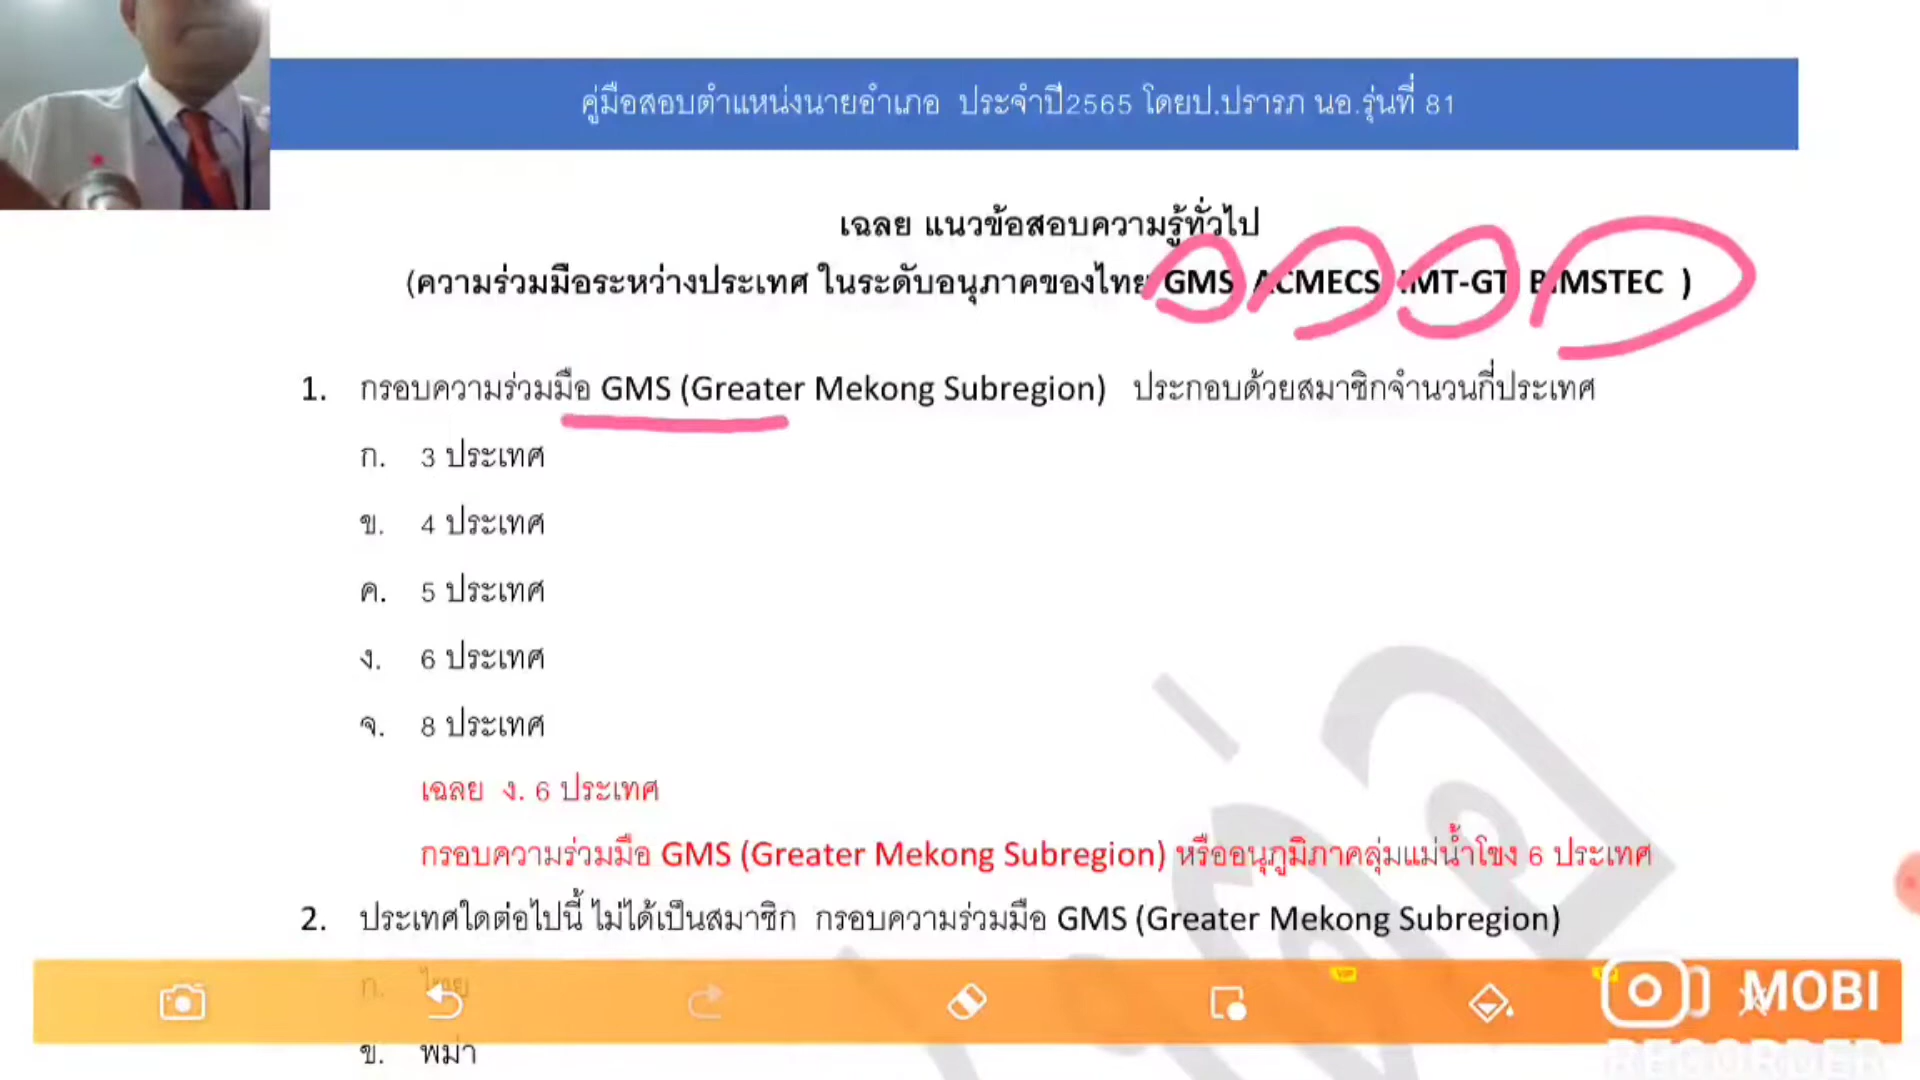 คู่มือสอบตำแหน่งนายอำเภอ ประจำปี2565 โดยป.ปรารภ นอ.รุ่นที่ 81
เฉลย แนวข้อสอบความรู้ทั่วไป
(ความร่วมมือระหว่างประเทศ ในระดับอนุภาคของไทย GMS ACMECS IMT-GT BIMSTEC )
1. กรอบความร่วมมือ GMS (Greater Mekong Subregion) ประกอบด้วยสมาชิกจำนวนกี่ประเทศ
ก. 3 ประเทศ
ข. 4 ประเทศ
ค. 5 ประเทศ
ง. 6 ประเทศ
จ. 8 ประเทศ
เฉลย ง. 6 ประเทศ
กรอบความร่วมมือ GMS (Greater Mekong Subregion) หรืออนุภูมิภาคลุ่มแม่น้ำโขง 6 ประเทศ
2. ประเทศใดต่อไปนี้ ไม่ได้เป็นสมาชิก กรอบความร่วมมือ GMS (Greater Mekong Subregion)
ก. ไทย
ข. พม่า
VIP
MOBI
RECORDER